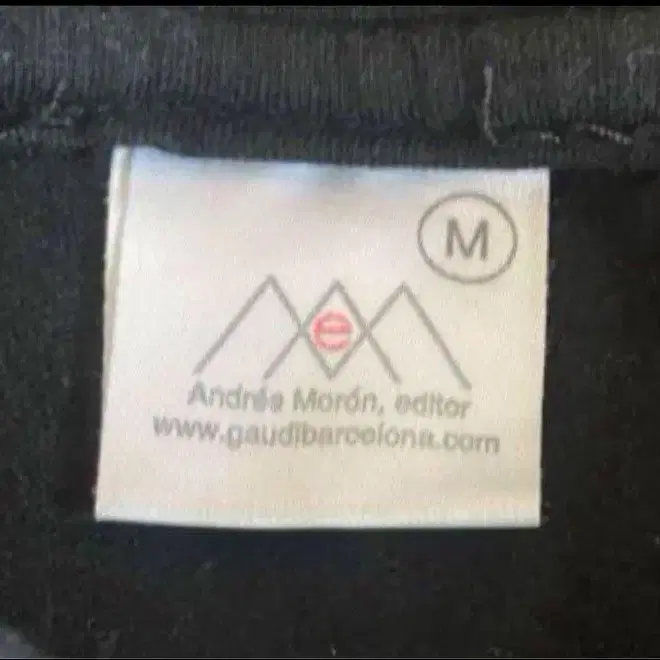 M
e
Andrés Morón, editor
www.gaudibarcelona.com